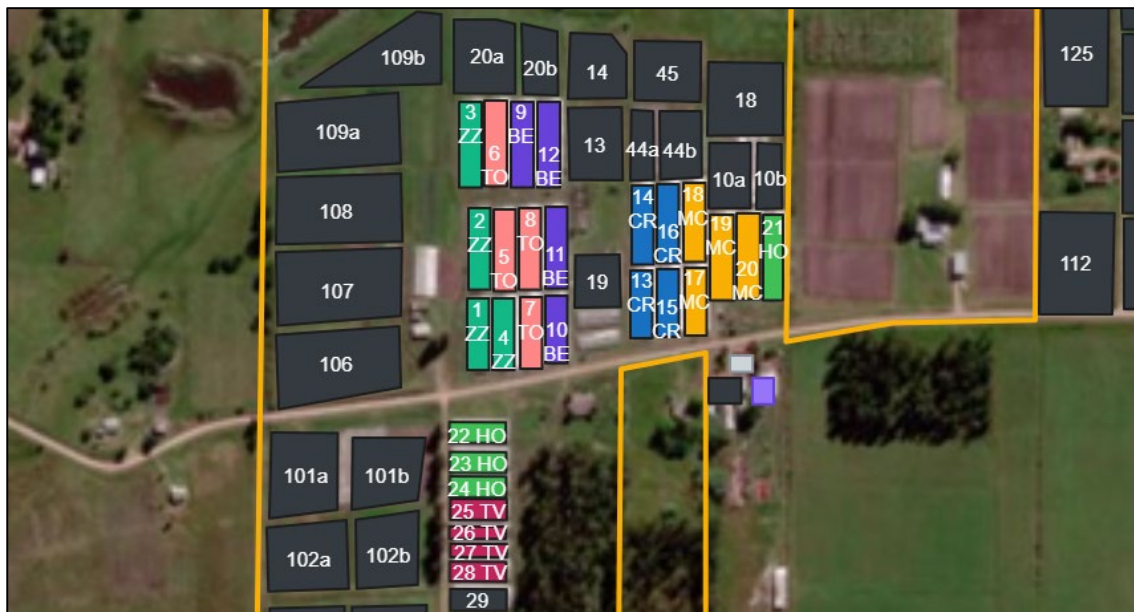 109b
20a
20b
14
45
125
18
109a
3
ZZ
6
TO
9
BE
12
BE
13
44a
44b
10a
10b
108
2
ZZ
5
TO
8
TO
11
BE
14
CR
16
CR
18
MC
19
MC
20
MC
21
HO
107
19
13
CR
15
CR
17
MC
112
106
1
ZZ
4
ZZ
7
TO
10
BE
22 HO
101a
101b
23 HO
24 HO
25 TV
26 TV
102a
102b
27 TV
28 TV
29